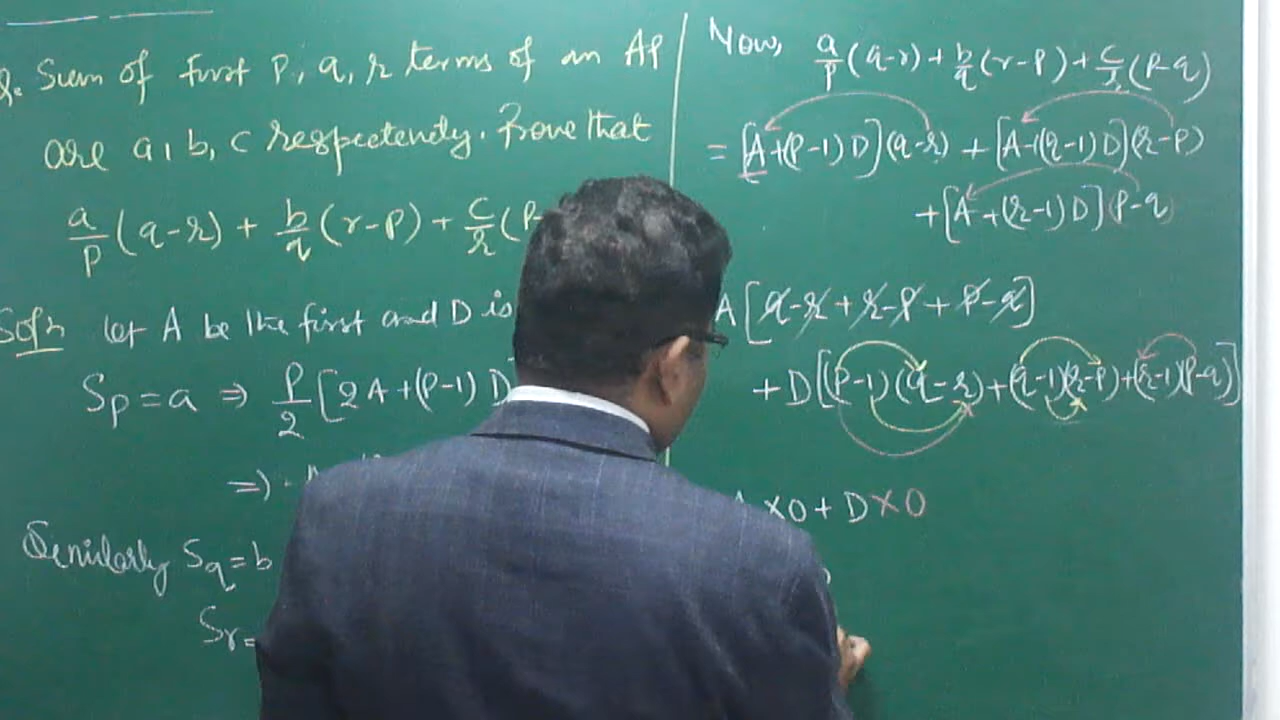 Q. Sum of first P, q, r terms of an AP
are a, b, c respectively. Prove that
a/p (q-r) + b/q (r-p) + c/r (P-
Solⁿ let A be the first and D is
Sp = a ⇒ P/2 [2A+(P-1) D
⇒
Similarly Sq = b
Sr =
Now, a/p (q-r) + b/q (r-p) + c/r (p-q)
= [A+(p-1) D](q-r) + [A+(q-1) D](r-p)
+ [A+(r-1) D](p-q)
A [q-r+r-p+p-q]
+ D[(p-1)(q-r)+(q-1)(r-p)+(r-1)(p-q)]
A ×0 + D ×0